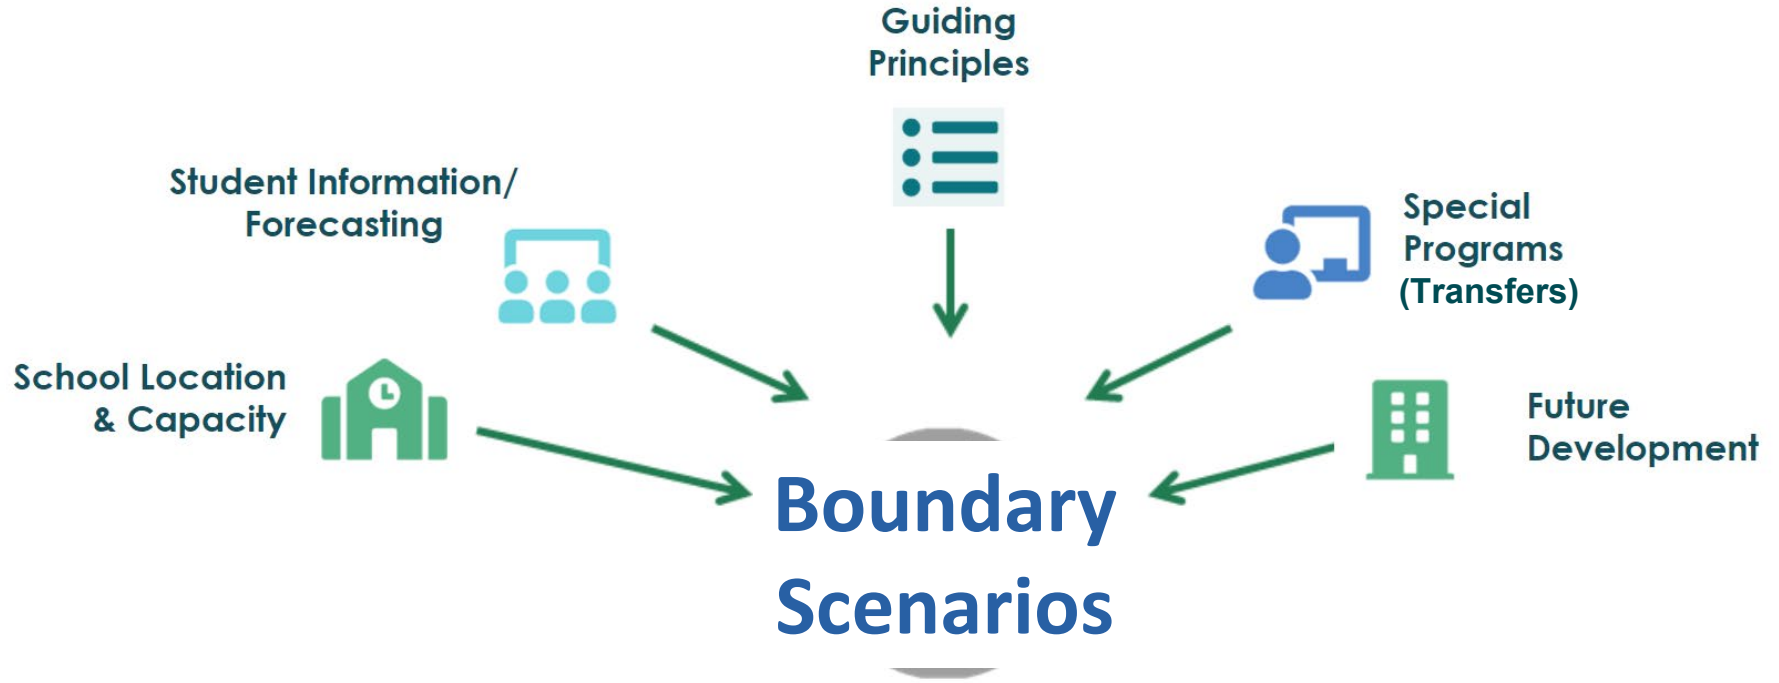 Guiding
Principles
Student Information/
Forecasting
Special
Programs
(Transfers)
School Location
& Capacity
Future
Development
Boundary
Scenarios